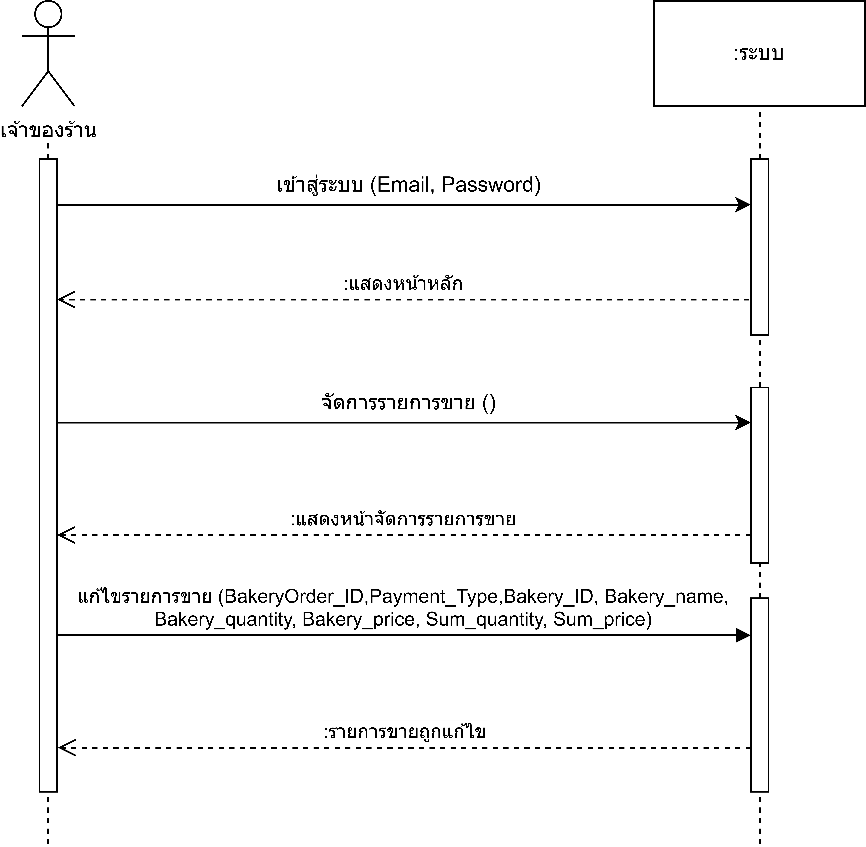 :ระบบ
เจ้าของร้าน
เข้าสู่ระบบ (Email, Password)
:แสดงหน้าหลัก
จัดการรายการขาย ()
:แสดงหน้าจัดการรายการขาย
แก้ไขรายการขาย (BakeryOrder_ID,Payment_Type,Bakery_ID, Bakery_name,
Bakery_quantity, Bakery_price, Sum_quantity, Sum_price)
:รายการขายถูกแก้ไข